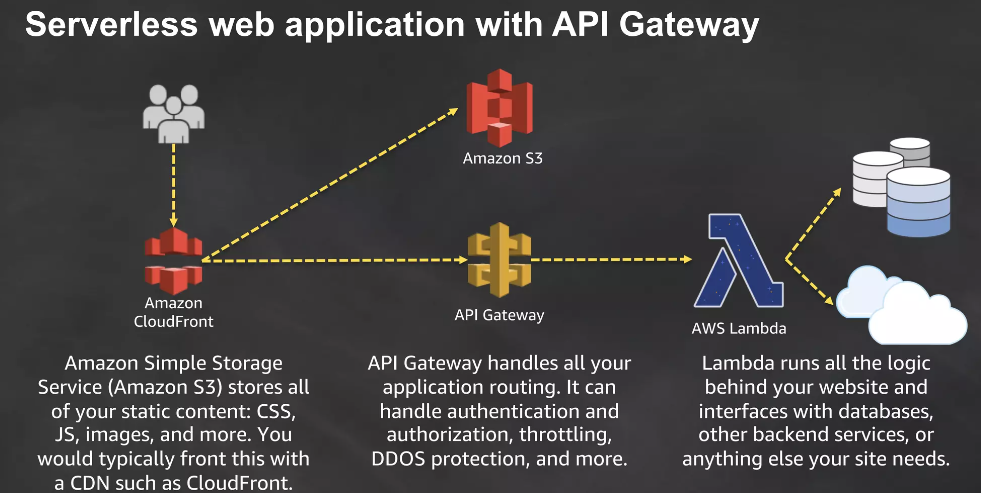 Serverless web application with API Gateway
Amazon S3
Amazon
CloudFront
API Gateway
AWS Lambda
Amazon Simple Storage
Service (Amazon S3) stores all
of your static content: CSS,
JS, images, and more. You
would typically front this with
a CDN such as CloudFront.
API Gateway handles all your
application routing. It can
handle authentication and
authorization, throttling,
DDOS protection, and more.
Lambda runs all the logic
behind your website and
interfaces with databases,
other backend services, or
anything else your site needs.